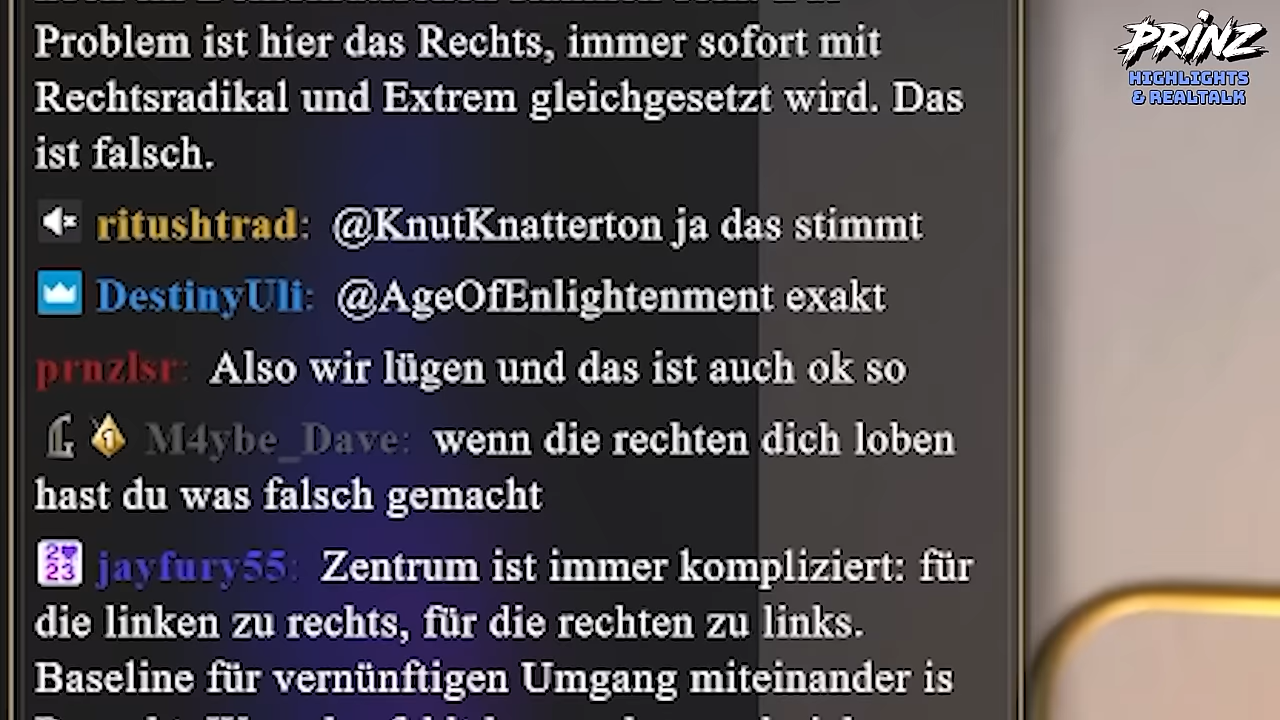 Problem ist hier das Rechts, immer sofort mit
Rechtsradikal und Extrem gleichgesetzt wird. Das
ist falsch.
ritushtrad: @KnutKnatterton ja das stimmt
DestinyUli: @AgeOfEnlightenment exakt
prnzlsr: Also wir lügen und das ist auch ok so
1 M4ybe_Dave: wenn die rechten dich loben
hast du was falsch gemacht
2 23 jayfury55: Zentrum ist immer kompliziert: für
die linken zu rechts, für die rechten zu links.
Baseline für vernünftigen Umgang miteinander is
PRINZ
HIGHLIGHTS
& REALTALK